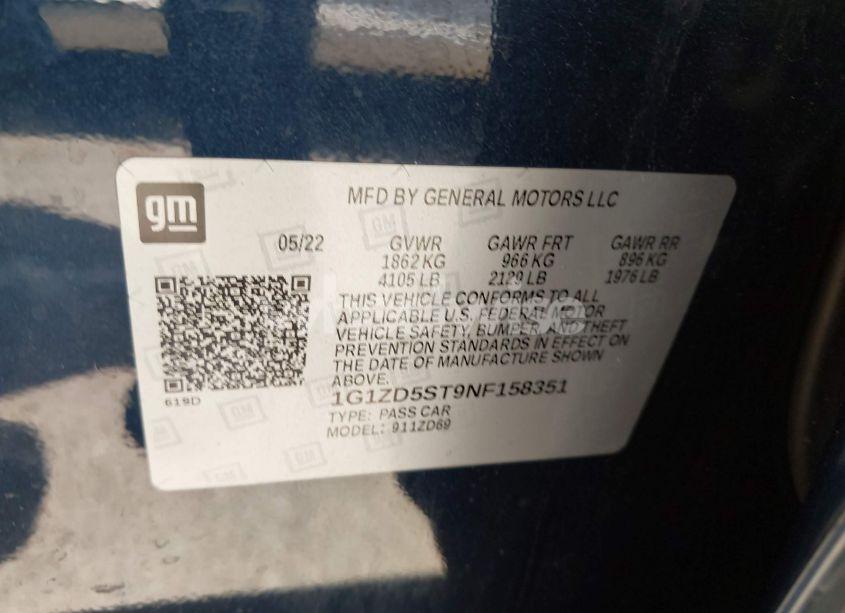 gm
MFD BY GENERAL MOTORS LLC
05/22 GVWR GAWR FRT GAWR RR
1862 KG 966 KG 896 KG
4105 LB 2129 LB 1976 LB
THIS VEHICLE CONFORMS TO ALL
APPLICABLE U.S. FEDERAL MOTOR
VEHICLE SAFETY, BUMPER AND THEFT
PREVENTION STANDARDS IN EFFECT ON
THE DATE OF MANUFACTURE SHOWN
ABOVE.
619D
1G1ZD5ST9NF158351
TYPE: PASS CAR
MODEL: 911ZD69